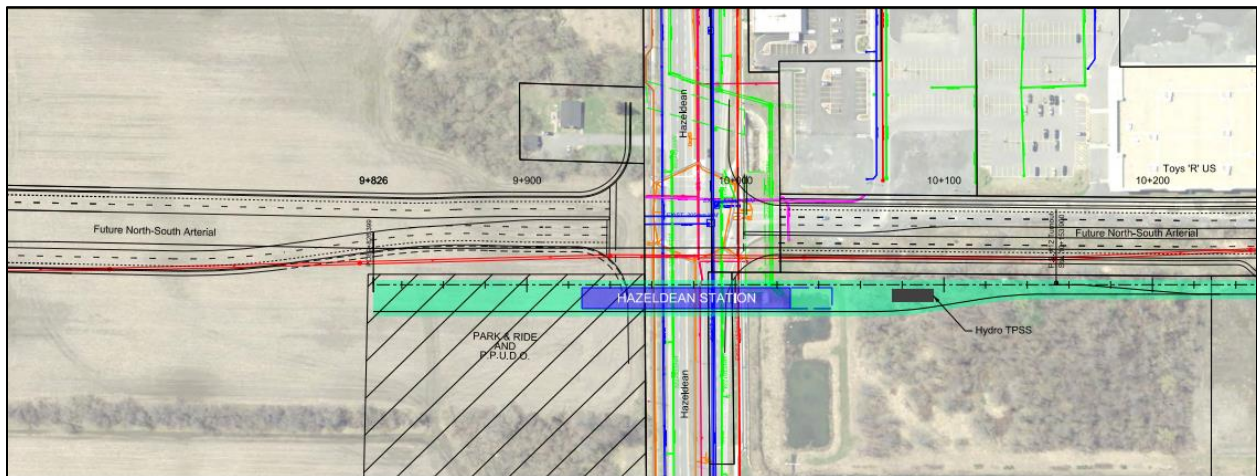 Hazeldean
Toys 'R' US
9+826
9+900
10+000
10+100
10+200
Future North-South Arterial
Future North-South Arterial
HAZELDEAN STATION
Hydro TPSS
PARK & RIDE
AND
P.P.U.D.O.
Hazeldean